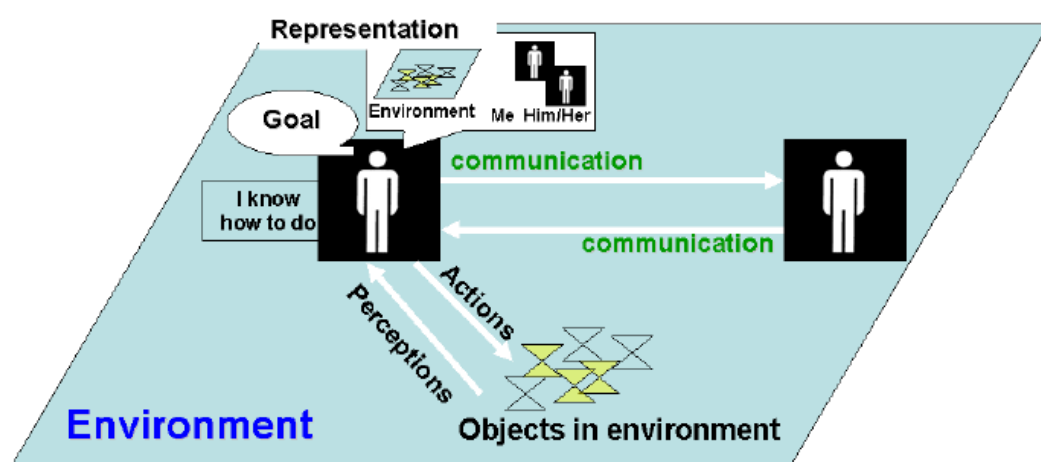 Representation
Environment
Me Him/Her
Goal
communication
I know
how to do
communication
Actions
Perceptions
Objects in environment
Environment